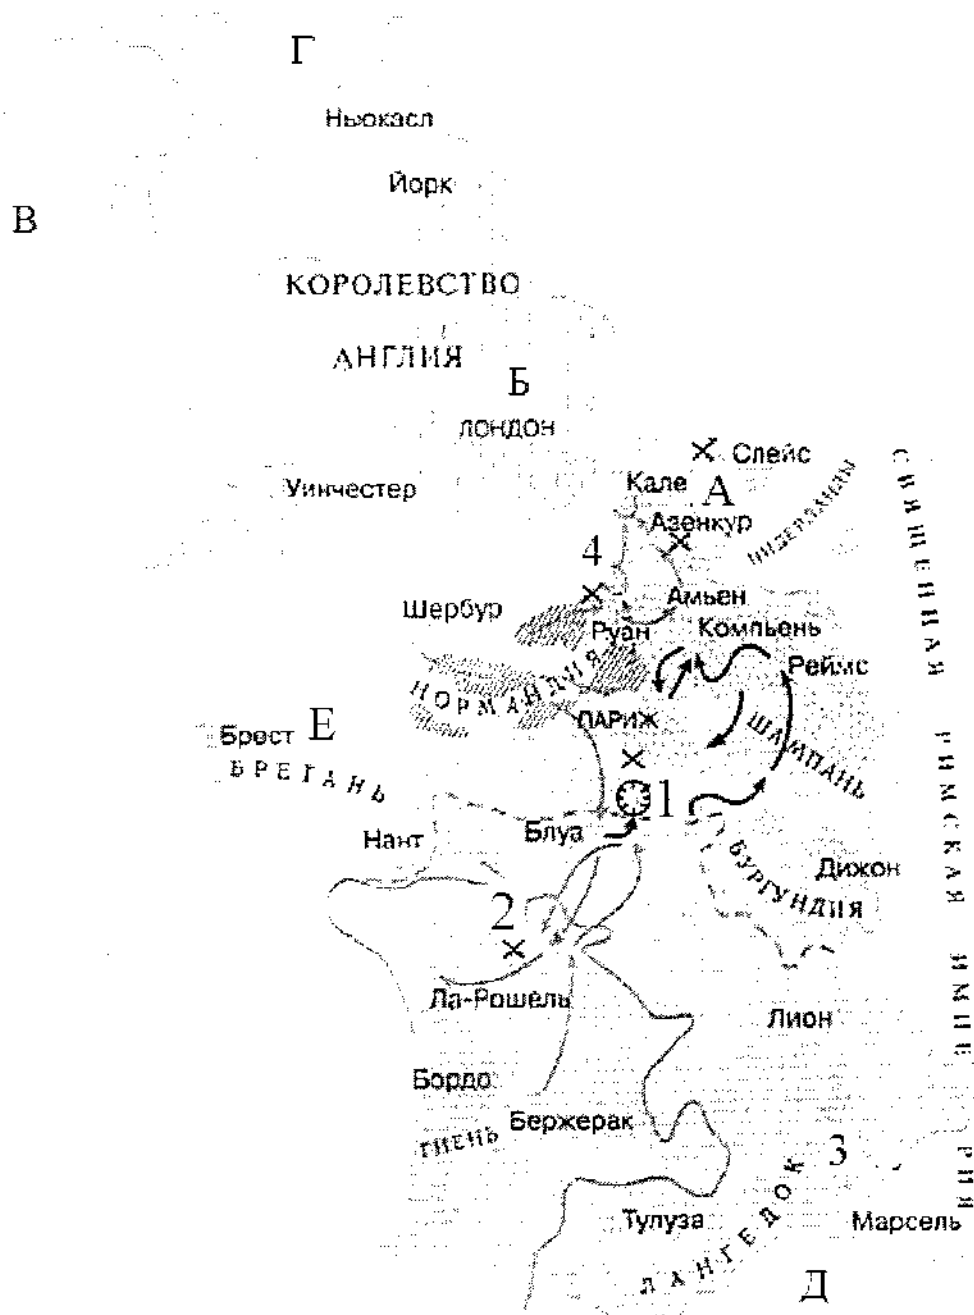 Г
Ньюкасл
Йорк
В
КОРОЛЕВСТВО
АНГЛИЯ
Б
ЛОНДОН
Слейс
Уинчестер
Кале
А
Азенкур
НИДЕРЛАНДЫ
4
Шербур
Амьен
Руан
Компьень
Реймс
НОРМАНДИЯ
ПАРИЖ
ШАМПАНЬ
Брест
Е
БРЕТАНЬ
1
Нант
Блуа
БУРГУНДИЯ
Дижон
2
Ла-Рошель
Лион
Бордо
ГИЕНЬ
Бержерак
3
Тулуза
ЛАНГЕДОК
Марсель
Д
СВЯЩЕННАЯ РИМСКАЯ ИМПЕРИЯ